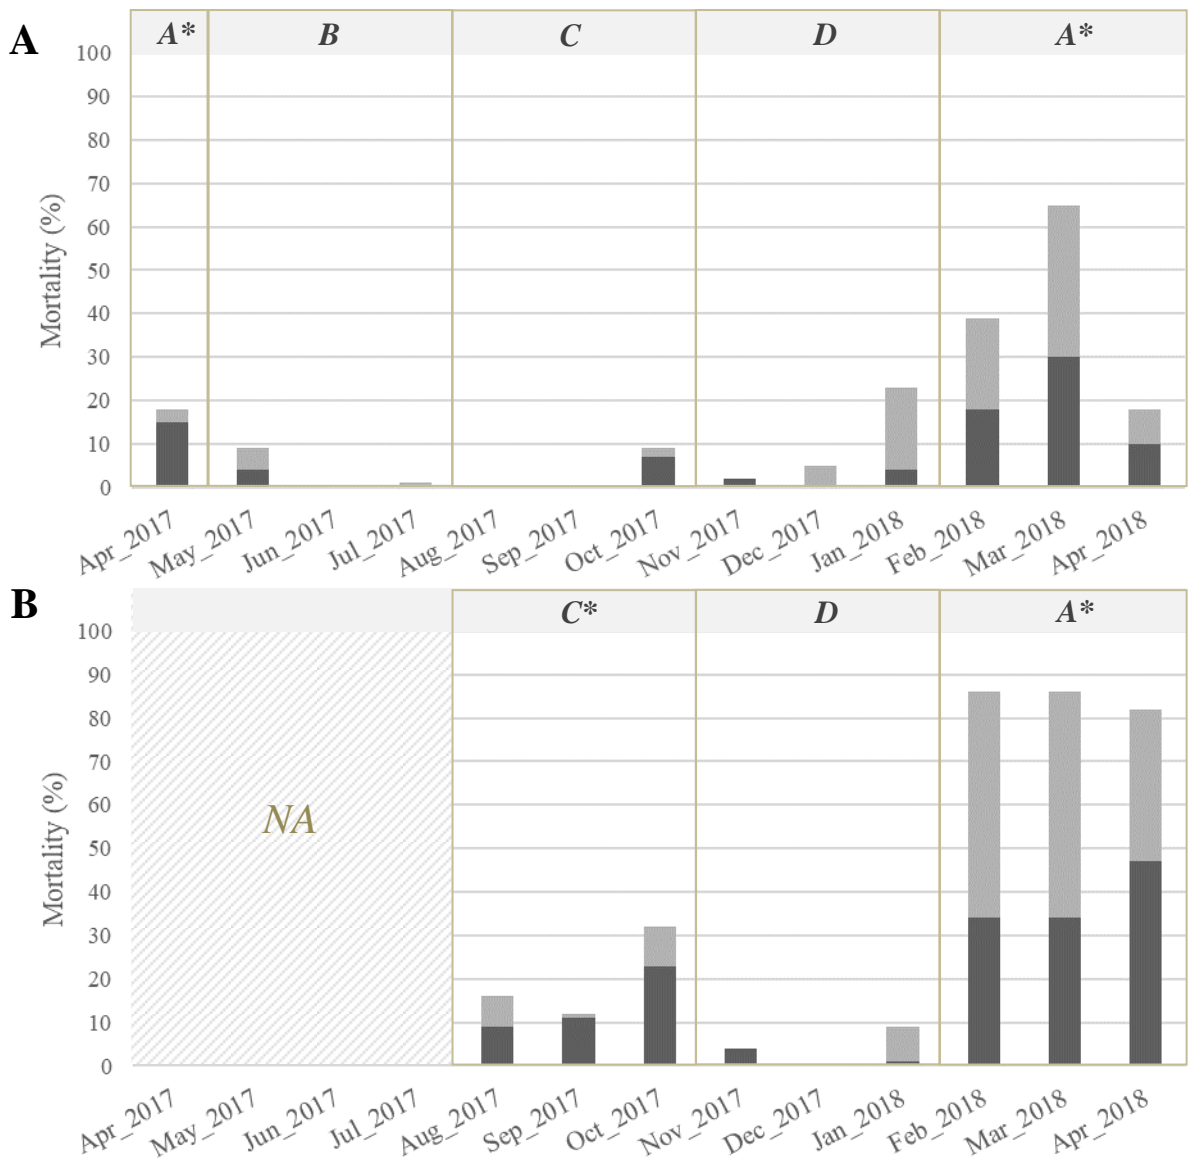 A
A* B C D A*
100
90
80
70
60
50
40
30
20
10
0
Mortality (%)
Apr_2017 May_2017 Jun_2017 Jul_2017 Aug_2017 Sep_2017 Oct_2017 Nov_2017 Dec_2017 Jan_2018 Feb_2018 Mar_2018 Apr_2018
B
C* D A*
100
90
80
70
60
50
40
30
20
10
0
Mortality (%)
NA
Apr_2017 May_2017 Jun_2017 Jul_2017 Aug_2017 Sep_2017 Oct_2017 Nov_2017 Dec_2017 Jan_2018 Feb_2018 Mar_2018 Apr_2018